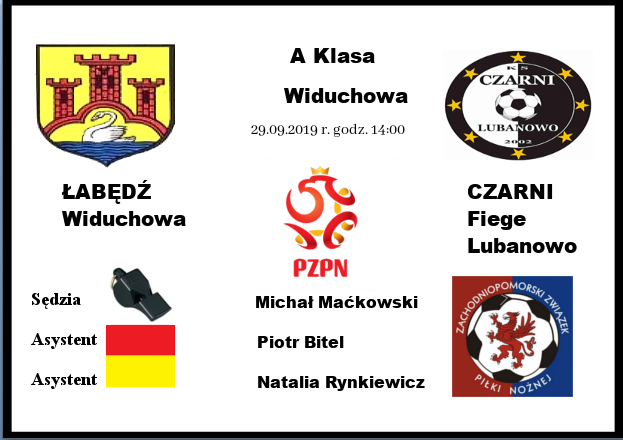 A Klasa
Widuchowa
29.09.2019 r. godz. 14:00
KS
CZARNI
LUBANOWO
2002
ŁABĘDŹ
Widuchowa
PZPN
CZARNI
Fiege
Lubanowo
Sędzia
Michał Maćkowski
Asystent
Piotr Bitel
Asystent
Natalia Rynkiewicz
ZACHODNIOPOMORSKI ZWIĄZEK
PIŁKI NOŻNEJ